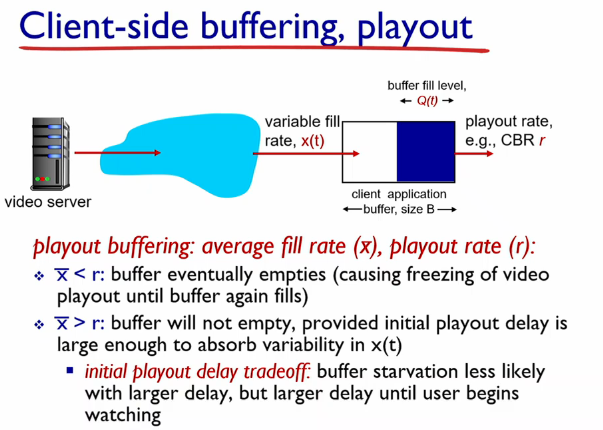 Client-side buffering, playout
buffer fill level,
Q(t)
variable fill
rate, x(t)
playout rate,
e.g., CBR r
client application
buffer, size B
video server
playout buffering: average fill rate (x̅), playout rate (r):
x̅ < r: buffer eventually empties (causing freezing of video
playout until buffer again fills)
x̅ > r: buffer will not empty, provided initial playout delay is
large enough to absorb variability in x(t)
initial playout delay tradeoff: buffer starvation less likely
with larger delay, but larger delay until user begins
watching